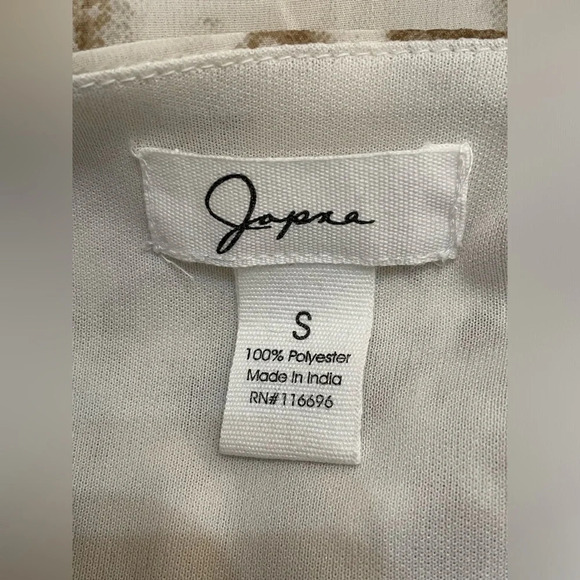 Japna
S
100% Polyester
Made In India
RN#116696